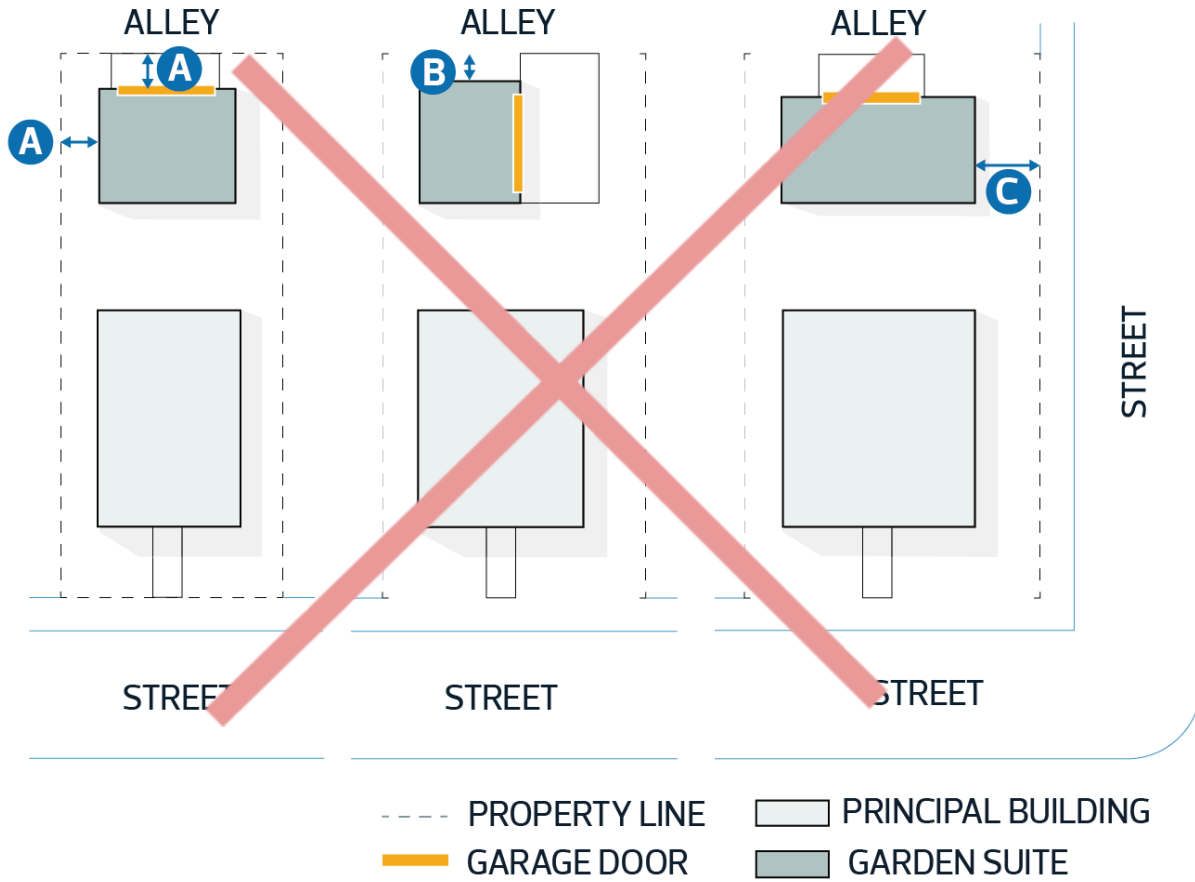 ALLEY
ALLEY
ALLEY
A
B
A
C
STREET
STREET
STREET
STREET
PROPERTY LINE
PRINCIPAL BUILDING
GARAGE DOOR
GARDEN SUITE